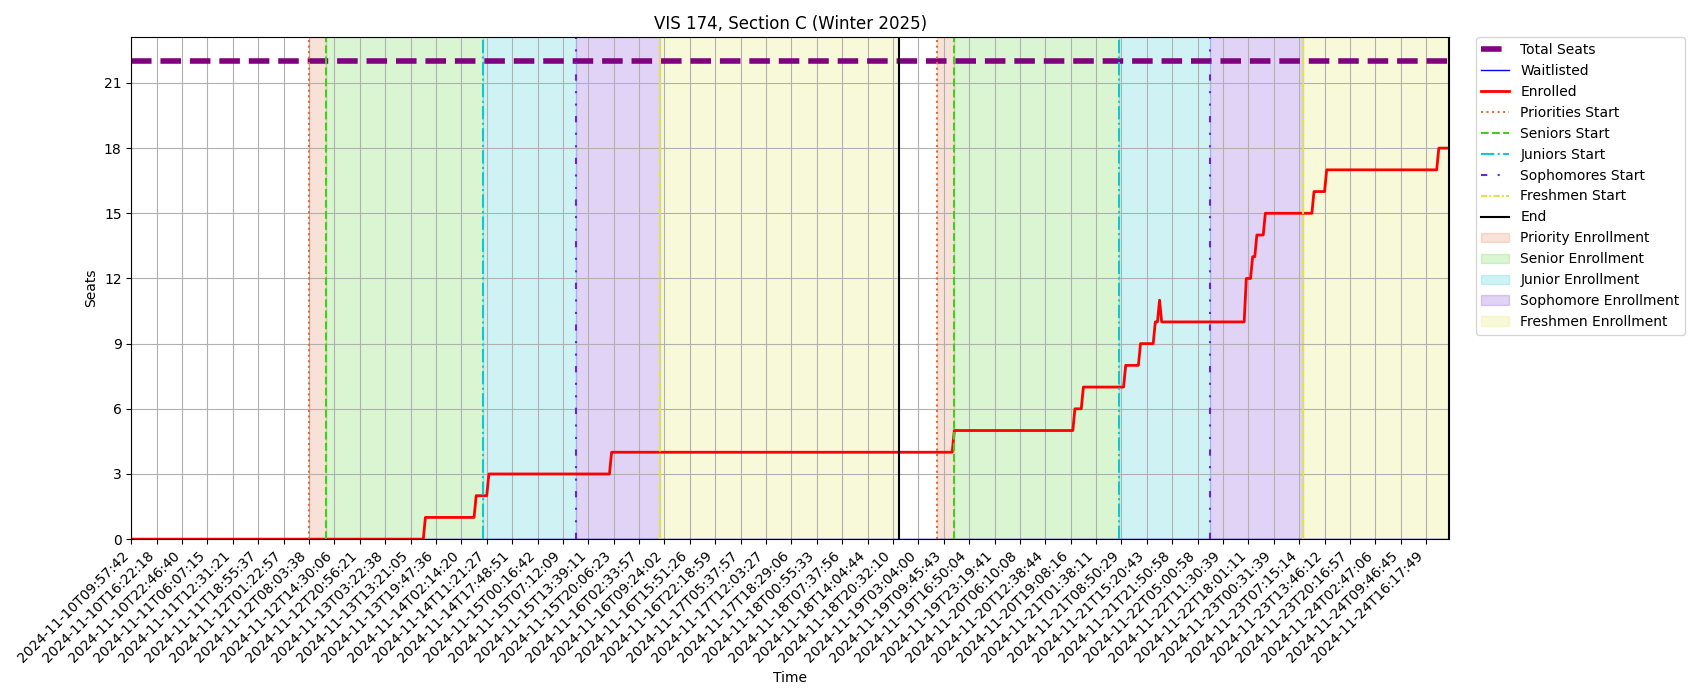 VIS 174, Section C (Winter 2025)
Seats
21
18
15
12
9
6
3
0
2024-11-10T09:57:42
2024-11-10T16:22:18
2024-11-10T22:46:40
2024-11-11T06:07:15
2024-11-11T12:31:21
2024-11-11T18:55:37
2024-11-12T01:22:57
2024-11-12T08:03:38
2024-11-12T14:30:06
2024-11-12T20:56:21
2024-11-13T03:22:38
2024-11-13T13:21:05
2024-11-13T19:47:36
2024-11-14T02:14:20
2024-11-14T11:21:27
2024-11-14T17:48:51
2024-11-15T00:16:42
2024-11-15T07:12:09
2024-11-15T13:39:11
2024-11-15T20:06:23
2024-11-16T02:33:57
2024-11-16T09:24:02
2024-11-16T15:51:26
2024-11-16T22:18:59
2024-11-17T05:37:57
2024-11-17T12:03:27
2024-11-17T18:29:06
2024-11-18T00:55:33
2024-11-18T07:37:56
2024-11-18T14:04:44
2024-11-18T20:32:10
2024-11-19T03:04:00
2024-11-19T09:45:43
2024-11-19T16:50:04
2024-11-19T23:19:41
2024-11-20T06:10:08
2024-11-20T12:38:44
2024-11-20T19:08:16
2024-11-21T01:38:11
2024-11-21T08:50:29
2024-11-21T15:20:43
2024-11-21T21:50:58
2024-11-22T05:00:58
2024-11-22T11:30:39
2024-11-22T18:01:11
2024-11-23T00:31:39
2024-11-23T07:15:14
2024-11-23T13:46:12
2024-11-23T20:16:57
2024-11-24T02:47:06
2024-11-24T09:46:45
2024-11-24T16:17:49
Time
Total Seats
Waitlisted
Enrolled
Priorities Start
Seniors Start
Juniors Start
Sophomores Start
Freshmen Start
End
Priority Enrollment
Senior Enrollment
Junior Enrollment
Sophomore Enrollment
Freshmen Enrollment